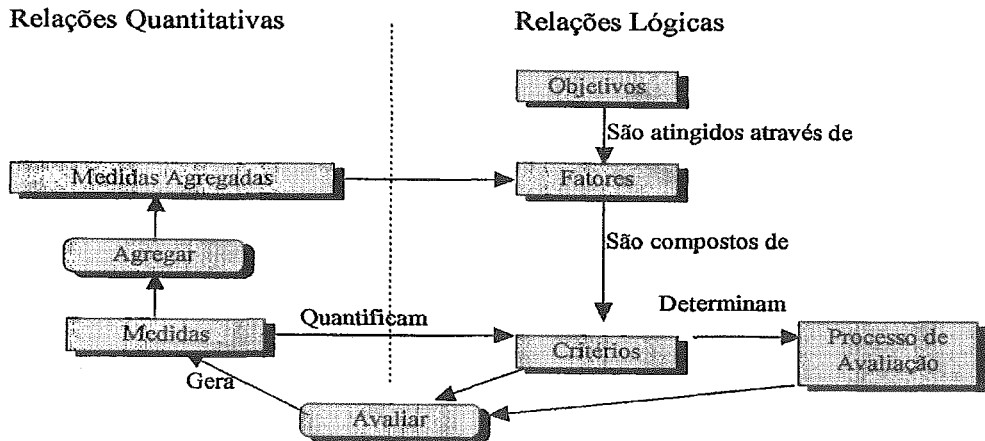 Relações Quantitativas
Relações Lógicas
Objetivos
São atingidos através de
Medidas Agregadas
Fatores
Agregar
São compostos de
Medidas
Quantificam
Critérios
Determinam
Processo de
Avaliação
Gera
Avaliar